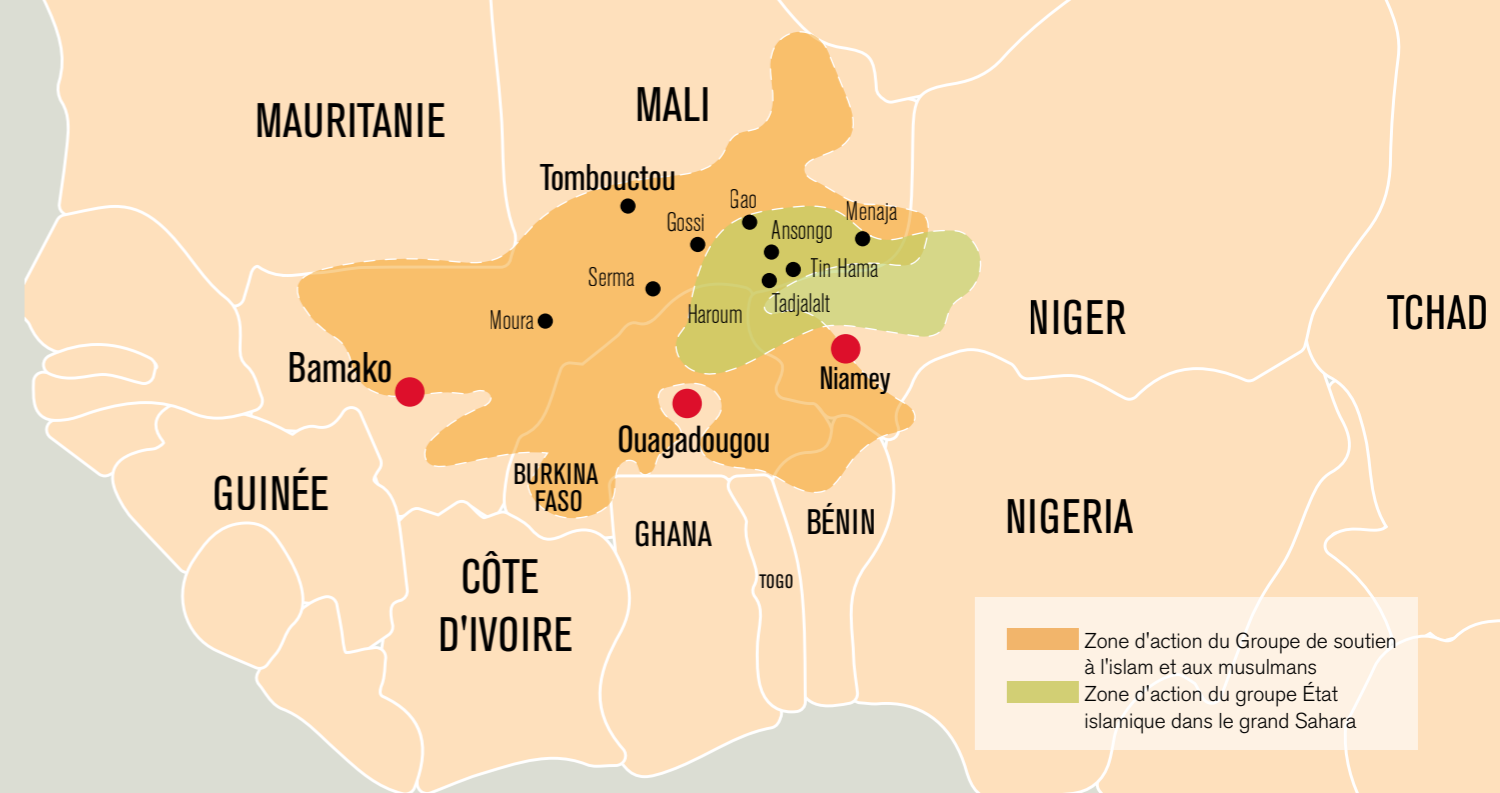 MAURITANIE
MALI
Tombouctou
Gao
Menaja
Gossi
Ansongo
Tin Hama
Serma
Tadjalalt
Haroum
Moura
NIGER
TCHAD
Bamako
Niamey
Ouagadougou
BURKINA
FASO
GUINÉE
GHANA
BÉNIN
NIGERIA
CÔTE
D'IVOIRE
TOGO
Zone d'action du Groupe de soutien
à l'islam et aux musulmans
Zone d'action du groupe État
islamique dans le grand Sahara